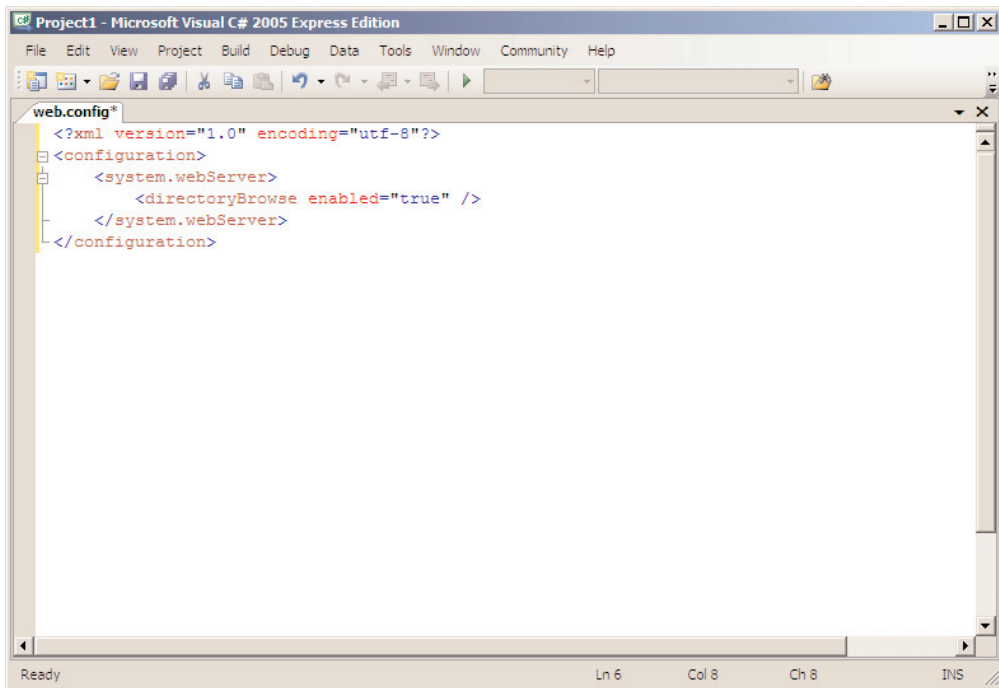 Project1 - Microsoft Visual C# 2005 Express Edition
File Edit View Project Build Debug Data Tools Window Community Help
web.config*
<?xml version="1.0" encoding="utf-8"?>
<configuration>
<system.webServer>
<directoryBrowse enabled="true" />
</system.webServer>
</configuration>
Ready Ln 6 Col 8 Ch 8 INS